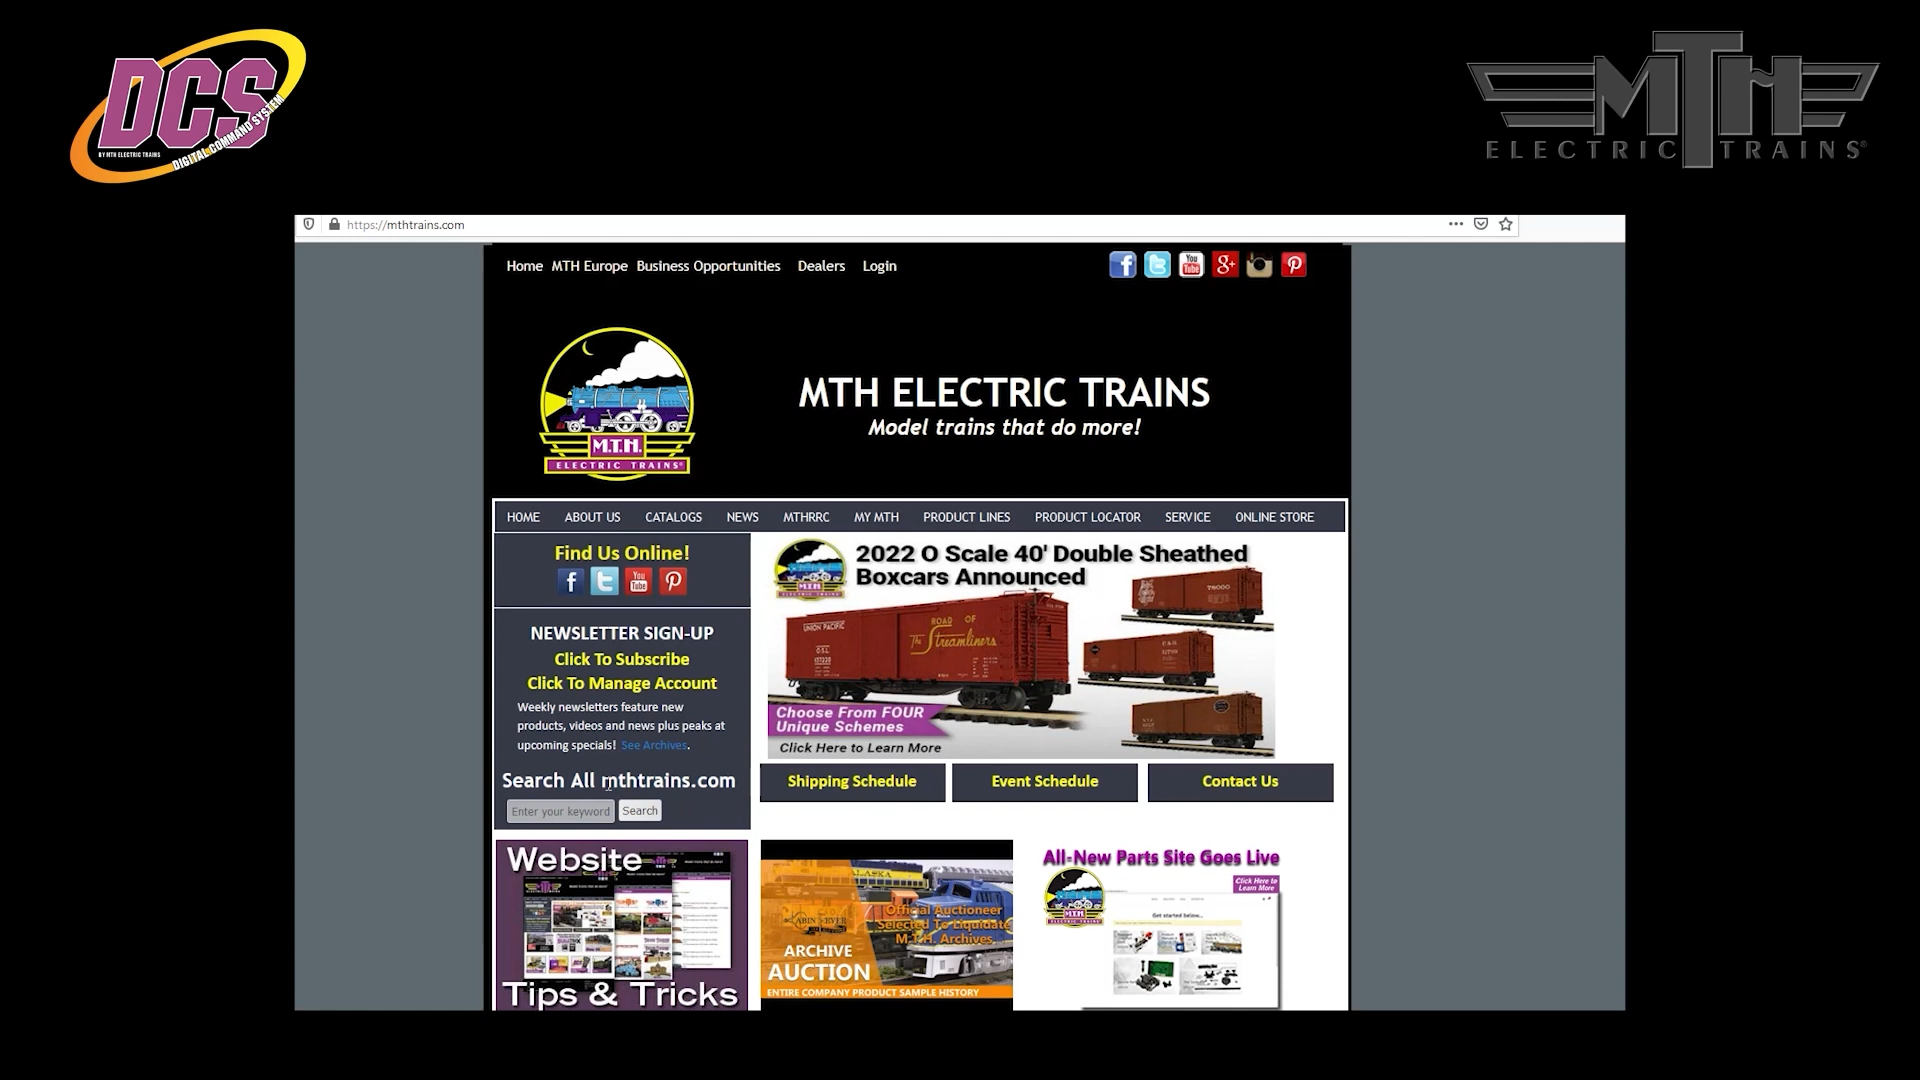 DCS
BY MTH ELECTRIC TRAINS
DIGITAL COMMAND SYSTEM
MTH
ELECTRIC TRAINS®
https://mthtrains.com
Home MTH Europe Business Opportunities Dealers Login
M.T.H.
ELECTRIC TRAINS®
MTH ELECTRIC TRAINS
Model trains that do more!
HOME ABOUT US CATALOGS NEWS MTHRRC MY MTH PRODUCT LINES PRODUCT LOCATOR SERVICE ONLINE STORE
Find Us Online!
You Tube
NEWSLETTER SIGN-UP
Click To Subscribe
Click To Manage Account
Weekly newsletters feature new
products, videos and news plus peaks at
upcoming specials! See Archives.
Search All mthtrains.com
Enter your keyword Search
2022 O Scale 40' Double Sheathed
Boxcars Announced
UNION PACIFIC
ROAD OF
The Streamliners
Choose From FOUR
Unique Schemes
Click Here to Learn More
Shipping Schedule Event Schedule Contact Us
Website
Tips & Tricks
ALASKA
Official Auctioneer
Selected To Liquidate
M.T.H. Archives.
ARCHIVE
AUCTION
ENTIRE COMPANY PRODUCT SAMPLE HISTORY
All-New Parts Site Goes Live
Click Here to
Learn More
Get started below...